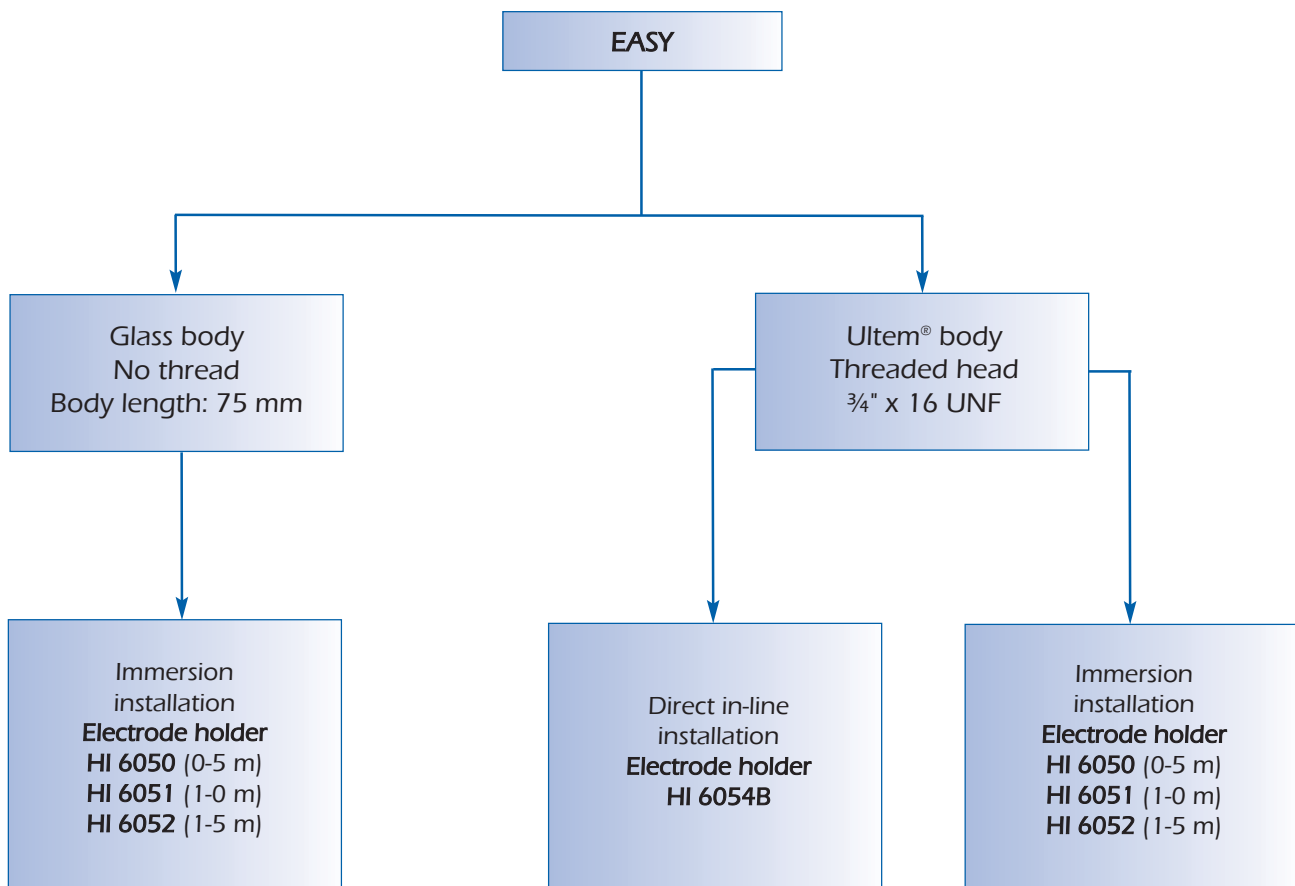 EASY
Glass body
No thread
Body length: 75 mm
Ultem® body
Threaded head
¾" x 16 UNF
Immersion
installation
Electrode holder
HI 6050 (0-5 m)
HI 6051 (1-0 m)
HI 6052 (1-5 m)
Direct in-line
installation
Electrode holder
HI 6054B
Immersion
installation
Electrode holder
HI 6050 (0-5 m)
HI 6051 (1-0 m)
HI 6052 (1-5 m)